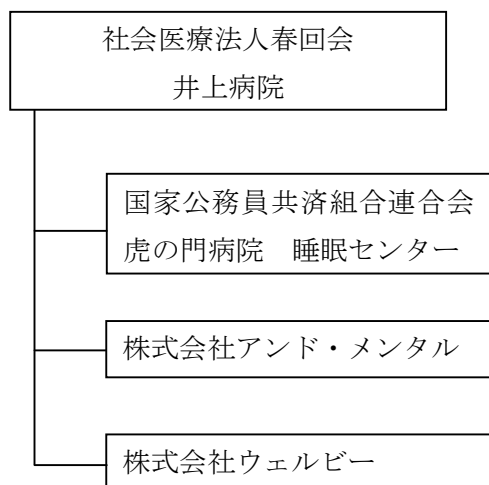 社会医療法人春回会
井上病院
国家公務員共済組合連合会
虎の門病院　睡眠センター
株式会社アンド・メンタル
株式会社ウェルビー